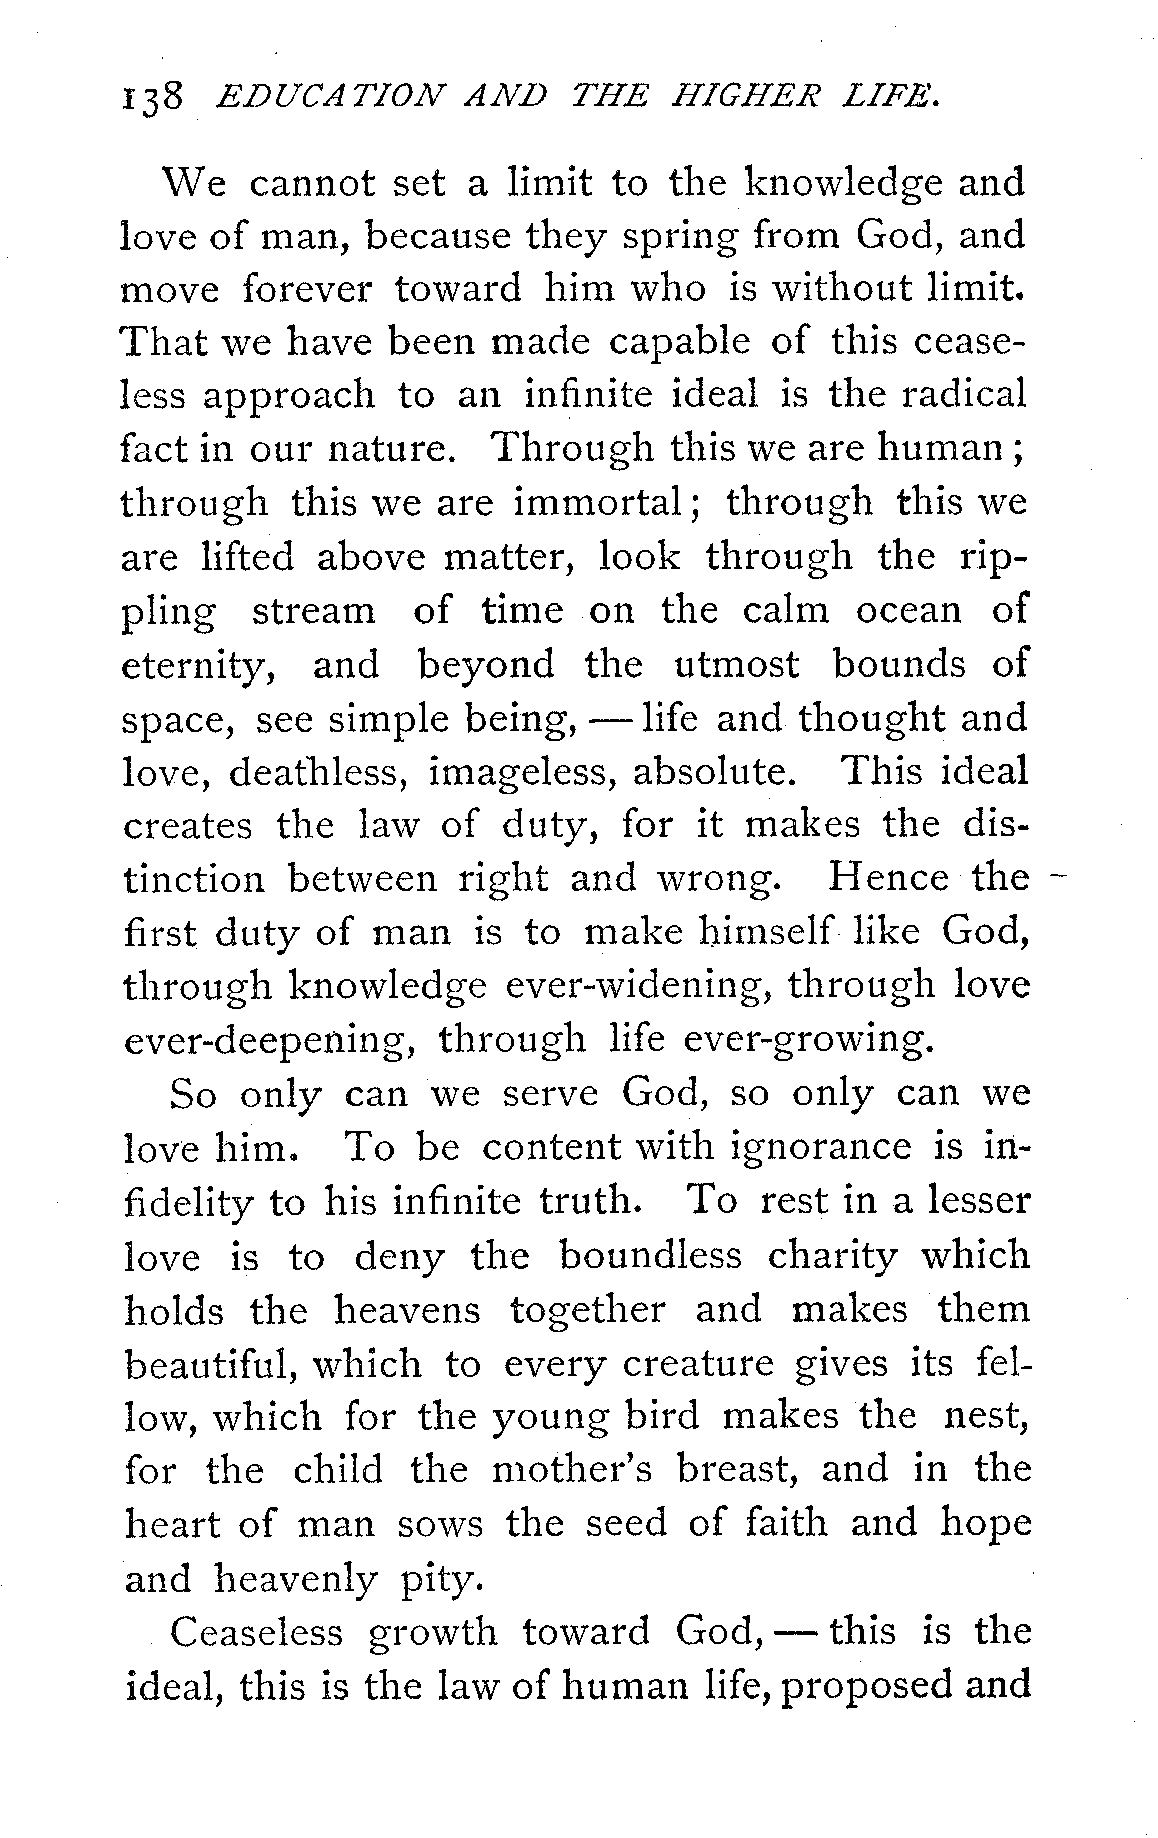 138 EDUCATION AND THE HIGHER LIFE.
We cannot set a limit to the knowledge and
love of man, because they spring from God, and
move forever toward him who is without limit.
That we have been made capable of this cease-
less approach to an infinite ideal is the radical
fact in our nature. Through this we are human;
through this we are immortal; through this we
are lifted above matter, look through the rip-
pling stream of time on the calm ocean of
eternity, and beyond the utmost bounds of
space, see simple being, — life and thought and
love, deathless, imageless, absolute. This ideal
creates the law of duty, for it makes the dis-
tinction between right and wrong. Hence the
first duty of man is to make himself like God,
through knowledge ever-widening, through love
ever-deepening, through life ever-growing.
So only can we serve God, so only can we
love him. To be content with ignorance is in-
fidelity to his infinite truth. To rest in a lesser
love is to deny the boundless charity which
holds the heavens together and makes them
beautiful, which to every creature gives its fel-
low, which for the young bird makes the nest,
for the child the mother's breast, and in the
heart of man sows the seed of faith and hope
and heavenly pity.
Ceaseless growth toward God, — this is the
ideal, this is the law of human life, proposed and